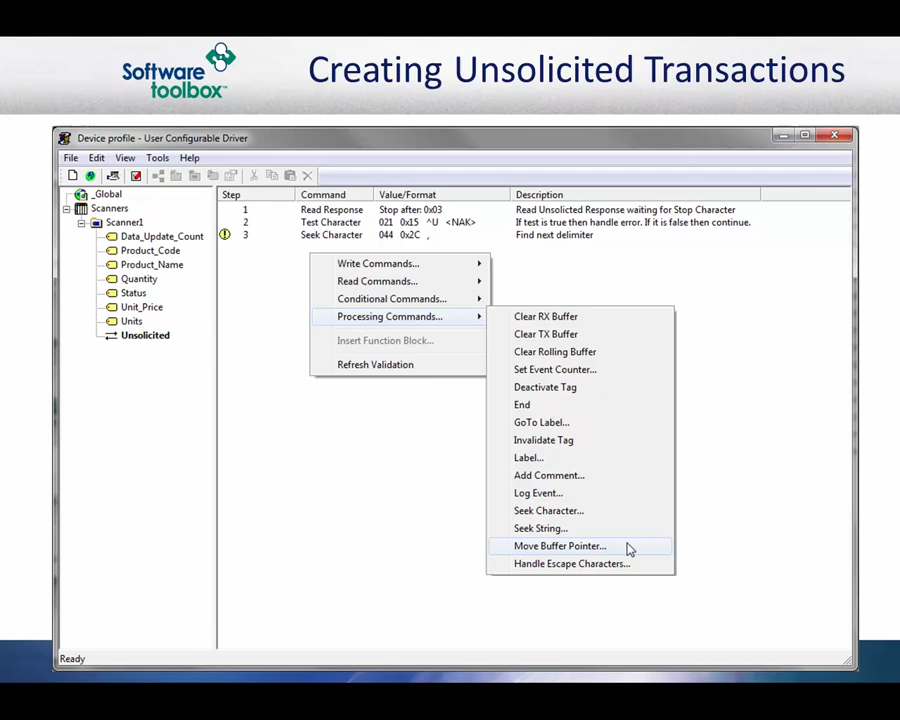 Software
toolbox™
Creating Unsolicited Transactions
Device profile - User Configurable Driver
File Edit View Tools Help
_Global
Scanners
Scanner1
Data_Update_Count
Product_Code
Product_Name
Quantity
Status
Unit_Price
Units
Unsolicited
Step Command Value/Format Description
1 Read Response Stop after: 0x03 Read Unsolicted Response waiting for Stop Character
2 Test Character 021 0x15 ^U <NAK> If test is true then handle error. If it is false then continue.
3 Seek Character 044 0x2C , Find next delimiter
Write Commands...
Read Commands...
Conditional Commands...
Processing Commands...
Insert Function Block...
Refresh Validation
Clear RX Buffer
Clear TX Buffer
Clear Rolling Buffer
Set Event Counter...
Deactivate Tag
End
GoTo Label...
Invalidate Tag
Label...
Add Comment...
Log Event...
Seek Character...
Seek String...
Move Buffer Pointer...
Handle Escape Characters...
Ready